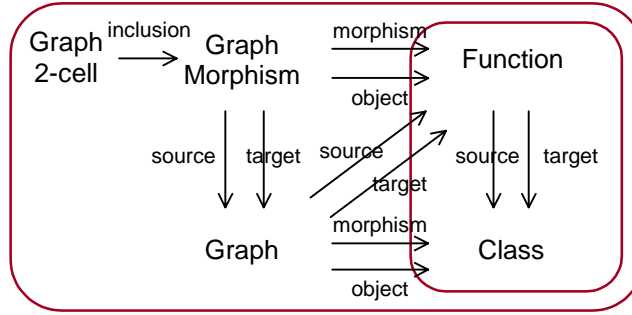 Graph
2-cell
inclusion
Graph
Morphism
morphism
object
Function
source
target
source
target
source
target
Graph
morphism
object
Class